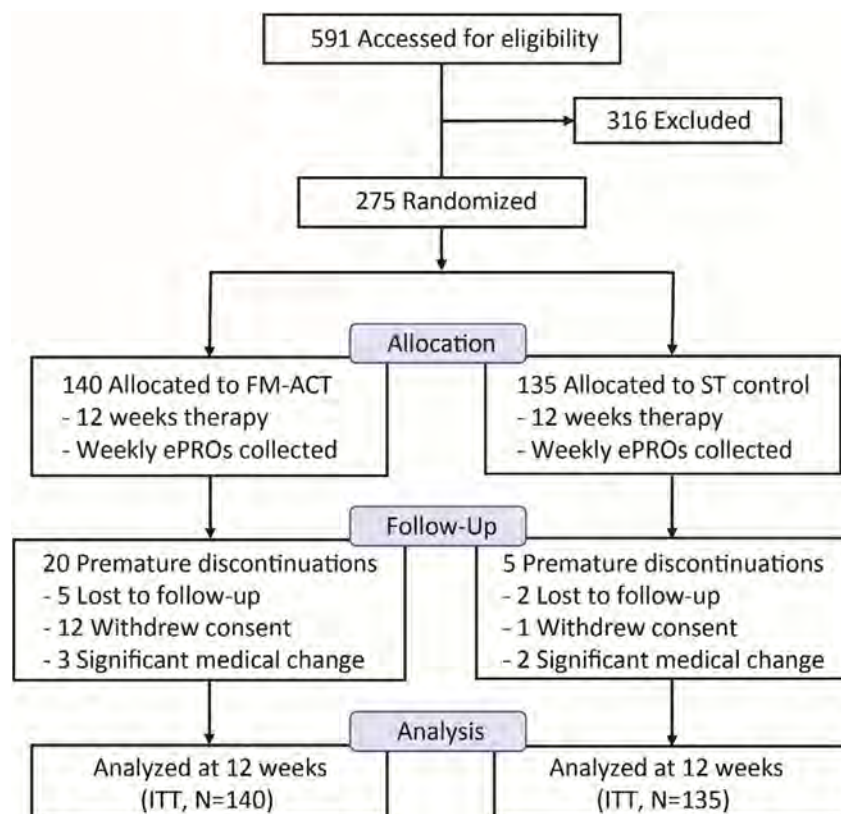 591 Accessed for eligibility
316 Excluded
275 Randomized
Allocation
140 Allocated to FM-ACT
- 12 weeks therapy
- Weekly ePROs collected
135 Allocated to ST control
- 12 weeks therapy
- Weekly ePROs collected
Follow-Up
20 Premature discontinuations
- 5 Lost to follow-up
- 12 Withdrew consent
- 3 Significant medical change
5 Premature discontinuations
- 2 Lost to follow-up
- 1 Withdrew consent
- 2 Significant medical change
Analysis
Analyzed at 12 weeks
(ITT, N=140)
Analyzed at 12 weeks
(ITT, N=135)